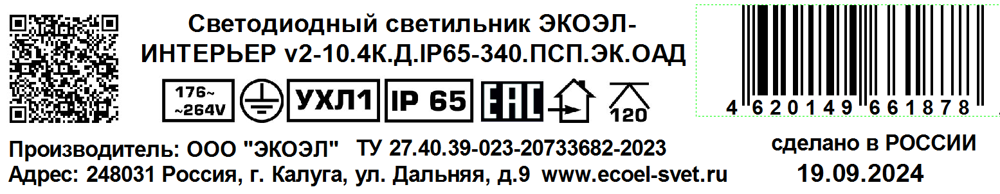 Светодиодный светильник ЭКОЭЛ-
ИНТЕРЬЕР v2-10.4К.Д.IP65-340.ПСП.ЭК.ОАД
176~
~264V
УХЛ1
IP 65
EAC
120
4 620149 661878
Производитель: ООО "ЭКОЭЛ" ТУ 27.40.39-023-20733682-2023
сделано в РОССИИ
Адрес: 248031 Россия, г. Калуга, ул. Дальняя, д.9 www.ecoel-svet.ru
19.09.2024